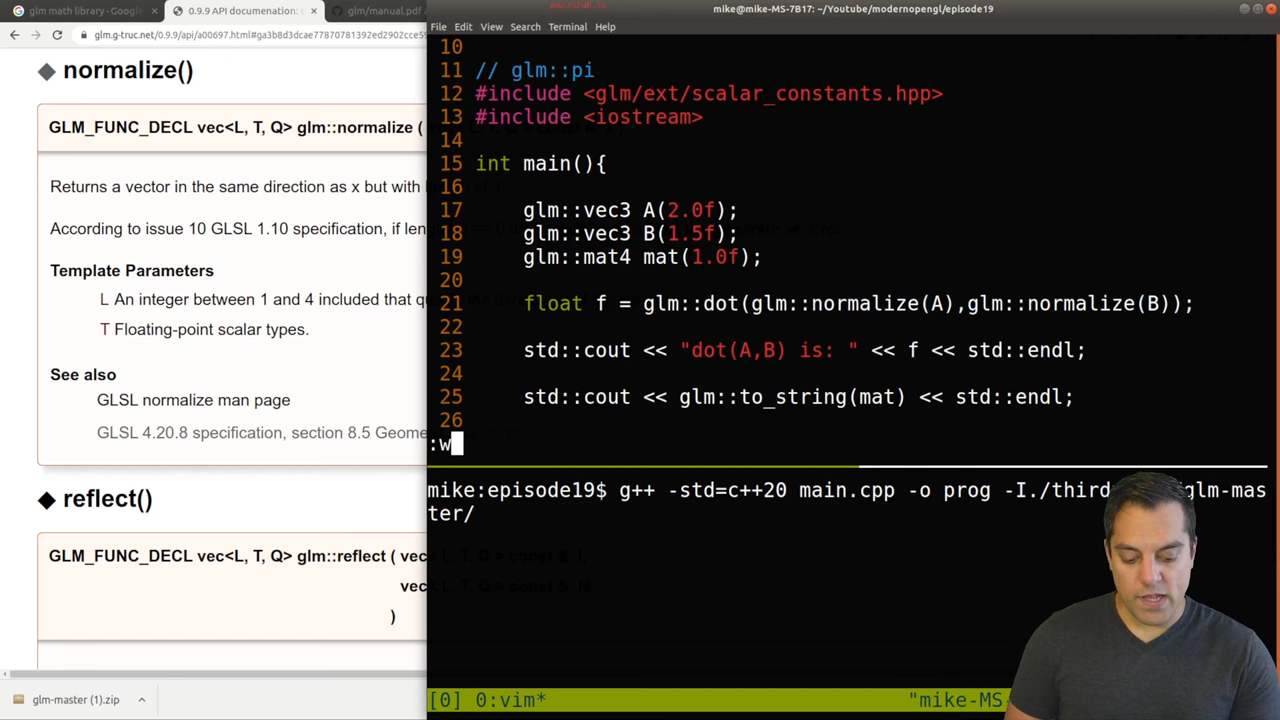 glm math library - Google
0.9.9 API documenation:
glm/manual.pdf
glm.g-truc.net/0.9.9/api/a00697.html#ga3b8d3dcae77870781392ed2cce59
normalize()
GLM_FUNC_DECL vec<L, T, Q> glm::normalize (
Returns a vector in the same direction as x but with
According to issue 10 GLSL 1.10 specification, if
Template Parameters
L An integer between 1 and 4 included that
T Floating-point scalar types.
See also
GLSL normalize man page
GLSL 4.20.8 specification, section 8.5
reflect()
GLM_FUNC_DECL vec<L, T, Q> glm::reflect ( vec< L, T, Q > const & I,
vec< L, T, Q > const & N
)
glm-master (1).zip
mike@mike-MS-7B17: ~/Youtube/modernopengl/episode19
File Edit View Search Terminal Help
10
11 // glm::pi
12 #include <glm/ext/scalar_constants.hpp>
13 #include <iostream>
14
15 int main(){
16
17 glm::vec3 A(2.0f);
18 glm::vec3 B(1.5f);
19 glm::mat4 mat(1.0f);
20
21 float f = glm::dot(glm::normalize(A),glm::normalize(B));
22
23 std::cout << "dot(A,B) is: " << f << std::endl;
24
25 std::cout << glm::to_string(mat) << std::endl;
26
:w
mike:episode19$ g++ -std=c++20 main.cpp -o prog -I./third glm-mas
ter/
[0] 0:vim* "mike-MS-